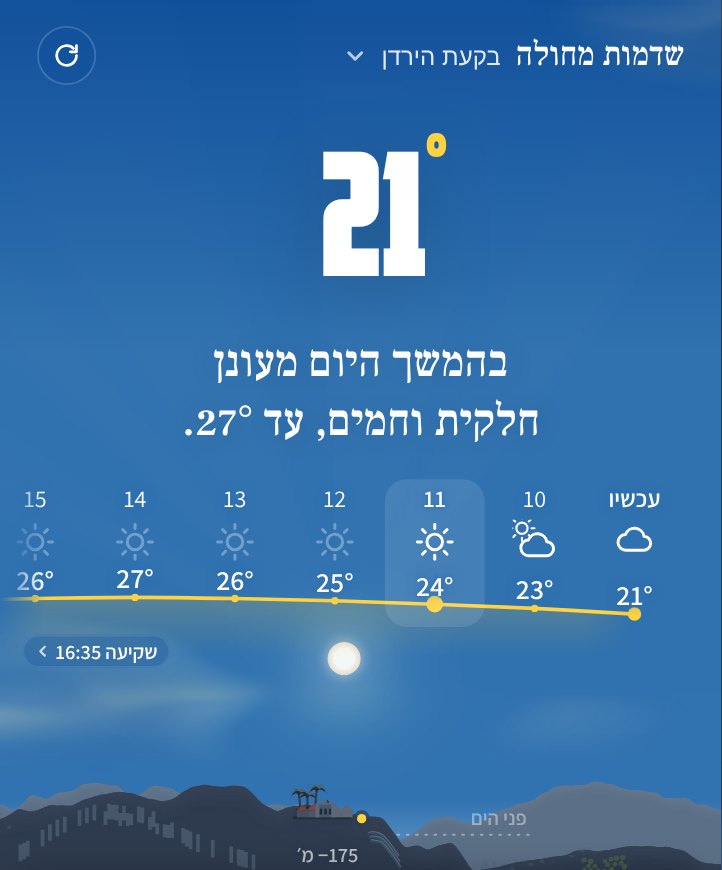 שדמות מחולה בקעת הירדן
21°
בהמשך היום מעונן
חלקית וחמים, עד 27°.
עכשיו 10 11 12 13 14 15
21° 23° 24° 25° 26° 27° 26°
שקיעה 16:35
פני הים
−175 מ׳